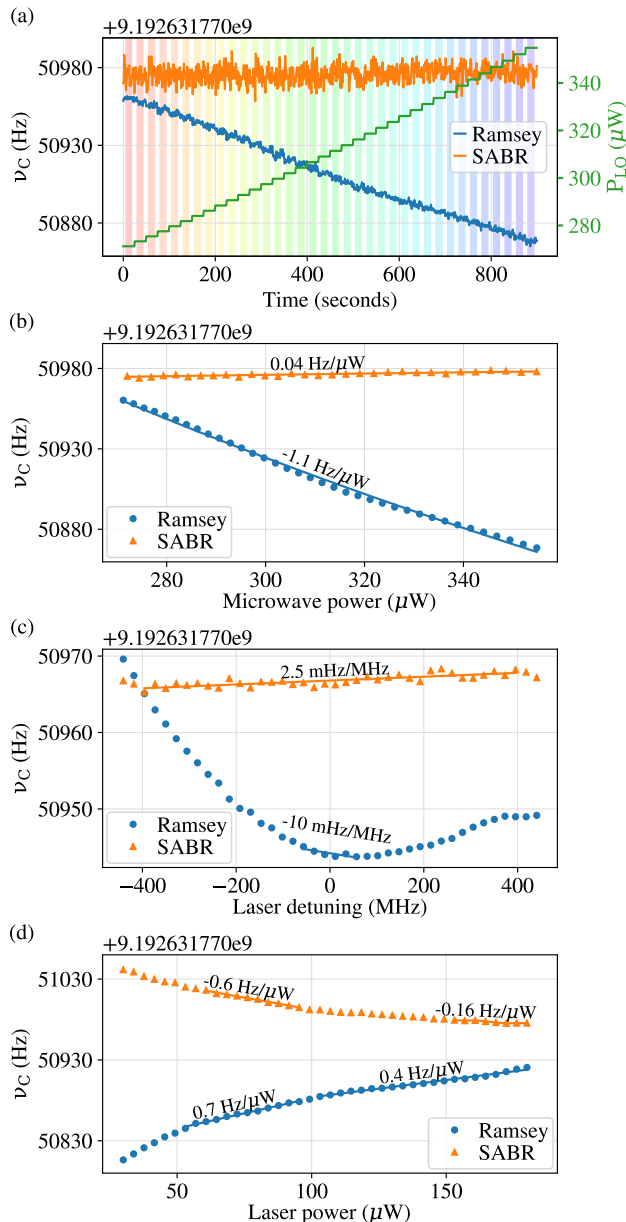 (a)
+9.192631770e9
50980
50930
50880
ν_C (Hz)
340
320
300
280
P_LO (μW)
Ramsey
SABR
0 200 400 600 800
Time (seconds)
(b)
+9.192631770e9
50980
50930
50880
ν_C (Hz)
0.04 Hz/μW
-1.1 Hz/μW
Ramsey
SABR
280 300 320 340
Microwave power (μW)
(c)
+9.192631770e9
50970
50960
50950
ν_C (Hz)
2.5 mHz/MHz
-10 mHz/MHz
Ramsey
SABR
−400 −200 0 200 400
Laser detuning (MHz)
(d)
+9.192631770e9
51030
50930
50830
ν_C (Hz)
-0.6 Hz/μW
-0.16 Hz/μW
0.7 Hz/μW
0.4 Hz/μW
Ramsey
SABR
50 100 150
Laser power (μW)